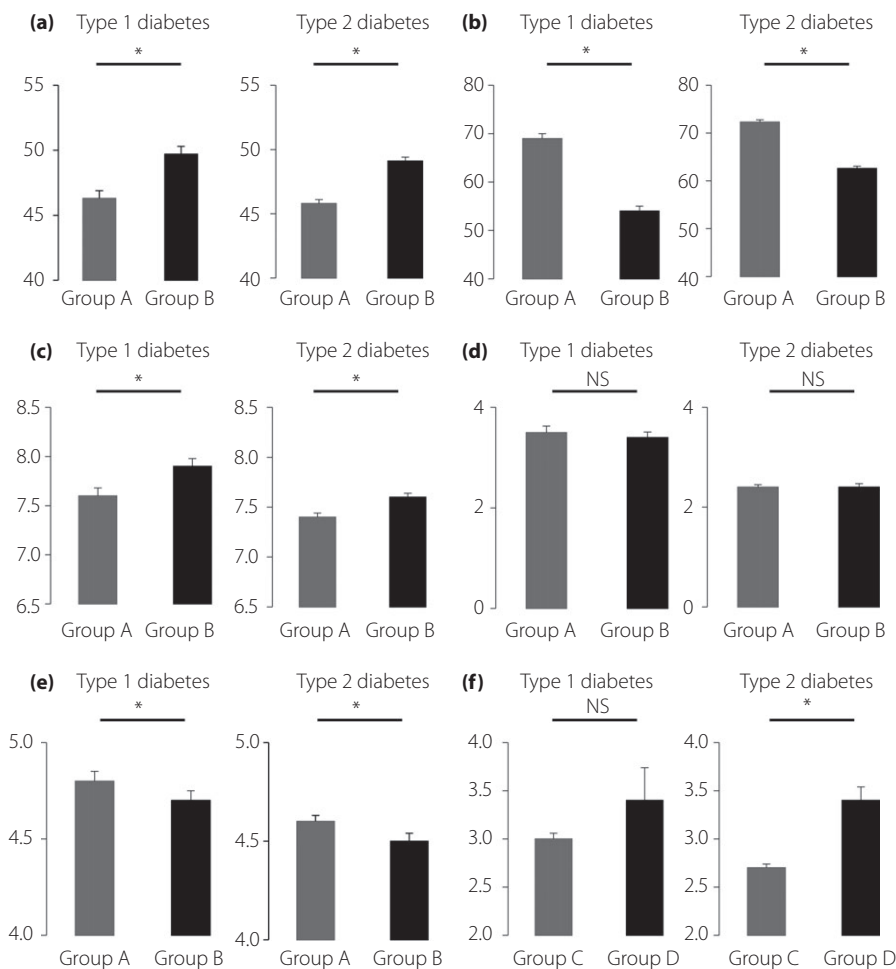 (a) Type 1 diabetes Type 2 diabetes (b) Type 1 diabetes Type 2 diabetes
* * * *
55 55 80 80
50 50 70 70
60 60
45 45 50 50
40 40 40 80
Group A Group B Group A Group B Group A Group B Group A Group B
(c) Type 1 diabetes Type 2 diabetes (d) Type 1 diabetes Type 2 diabetes
* * NS NS
8.5 8.5 4 4
8.0 8.0
7.5 7.5 2 2
7.0 7.0
6.5 6.5 0 0
Group A Group B Group A Group B Group A Group B Group A Group B
(e) Type 1 diabetes Type 2 diabetes (f) Type 1 diabetes Type 2 diabetes
* * NS *
5.0 5.0 4.0 4.0
3.5 3.5
4.5 4.5 3.0 3.0
2.5 2.5
4.0 4.0 2.0 2.0
Group A Group B Group A Group B Group C Group D Group C Group D